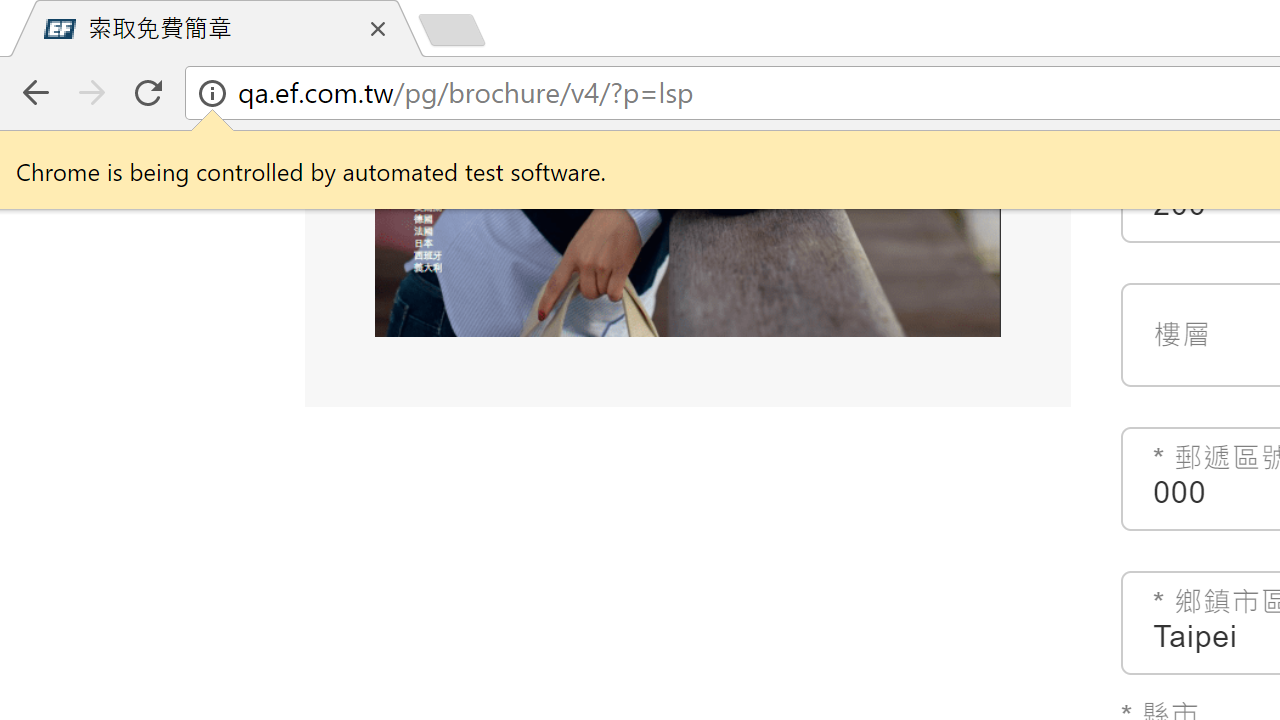 EF 索取免費簡章
qa.ef.com.tw/pg/brochure/v4/?p=lsp
Chrome is being controlled by automated test software.
德國
法國
日本
西班牙
義大利
200
樓層
* 郵遞區號
000
* 鄉鎮市區
Taipei
* 縣市